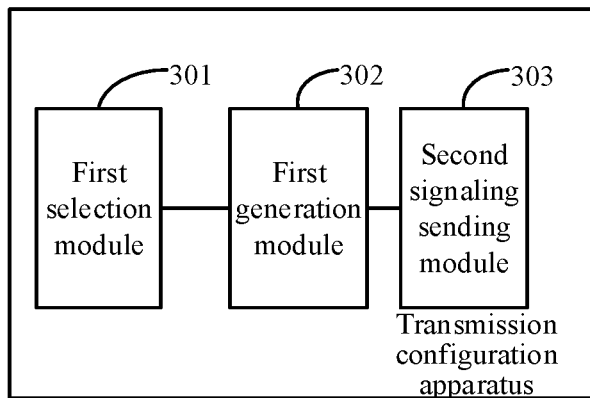 301
302
303
First
selection
module
First
generation
module
Second
signaling
sending
module
Transmission
configuration
apparatus